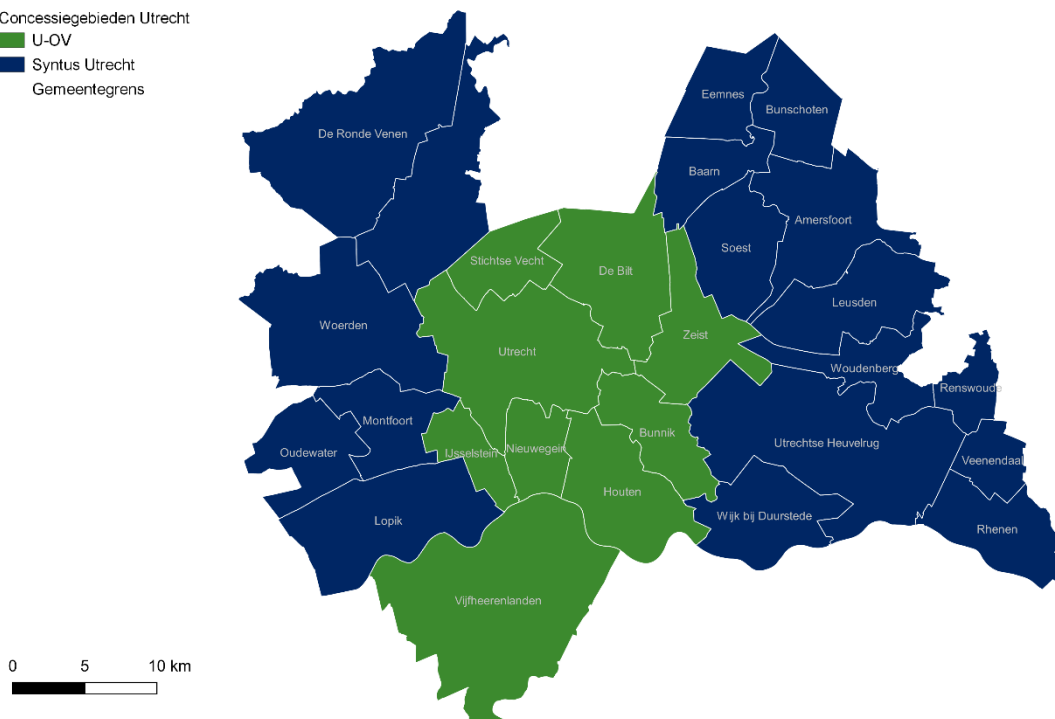 Concessiegebieden Utrecht
U-OV
Syntus Utrecht
Gemeentegrens
Eemnes
Bunschoten
De Ronde Venen
Baarn
Amersfoort
Soest
Stichtse Vecht
De Bilt
Leusden
Woerden
Zeist
Utrecht
Woudenberg
Renswoude
Montfoort
Bunnik
Utrechtse Heuvelrug
Oudewater
IJsselstein
Nieuwegein
Veenendaal
Houten
Lopik
Wijk bij Duurstede
Rhenen
Vijfheerenlanden
0 5 10 km